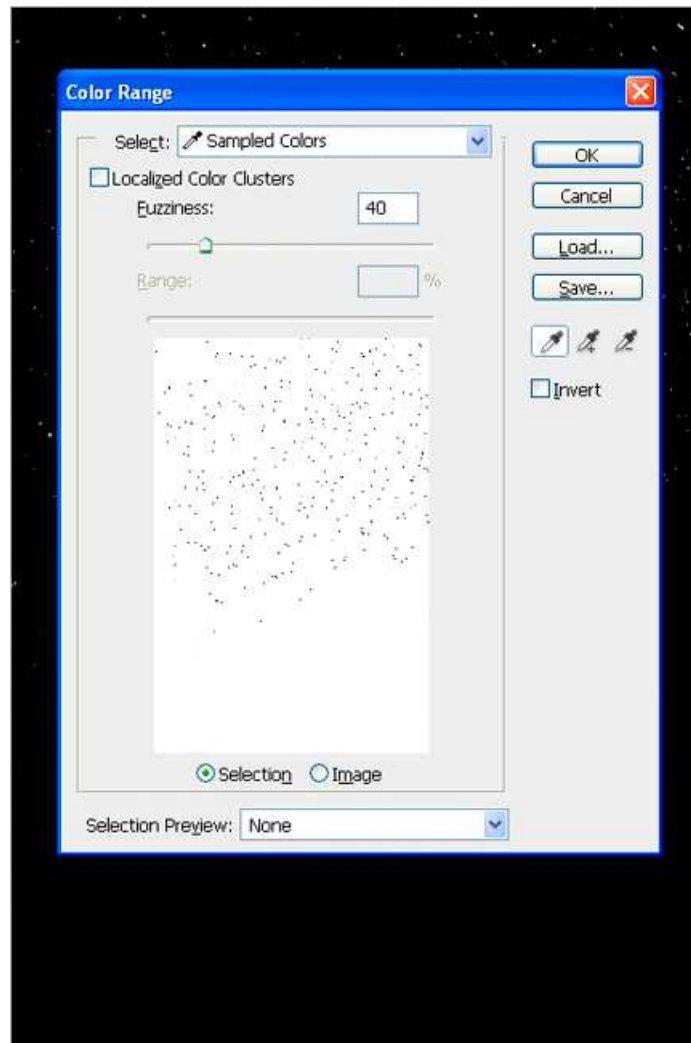 Color Range
Select: Sampled Colors
Localized Color Clusters
Fuzziness: 40
Range: %
OK
Cancel
Load...
Save...
Invert
Selection Image
Selection Preview: None